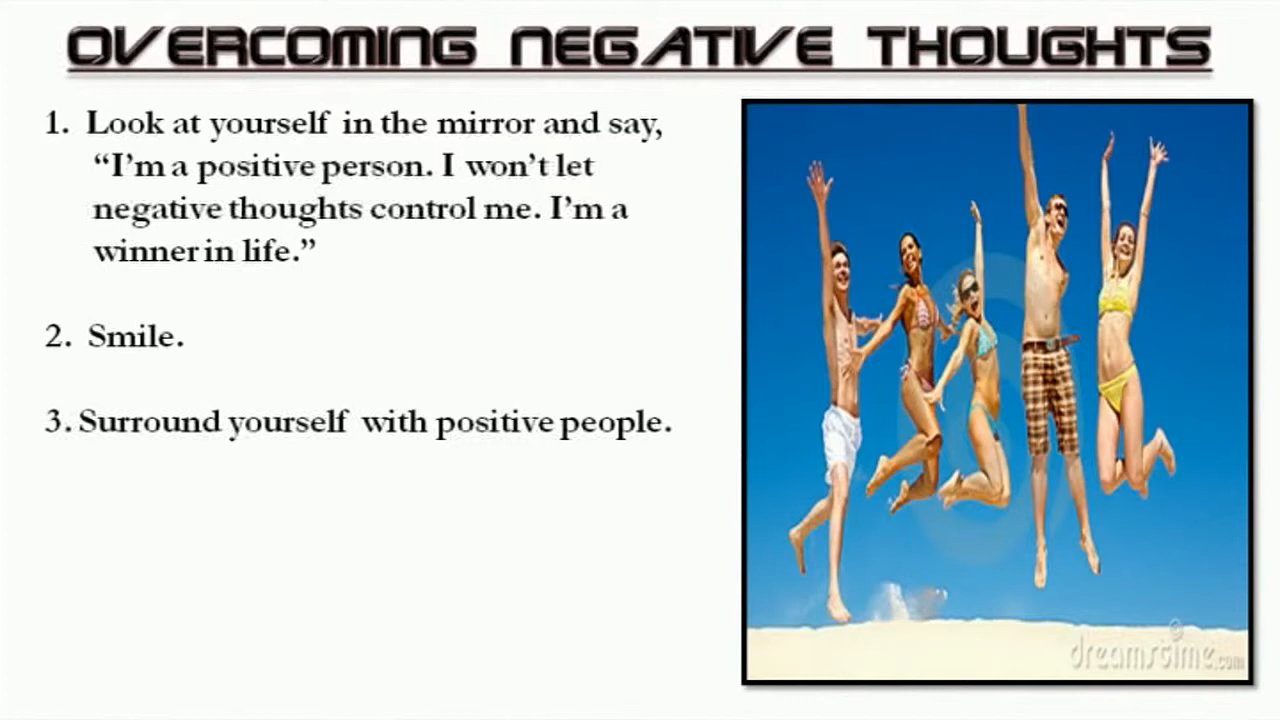 OVERCOMING NEGATIVE THOUGHTS
1. Look at yourself in the mirror and say,
“I’m a positive person. I won’t let
negative thoughts control me. I’m a
winner in life.”
2. Smile.
3. Surround yourself with positive people.
dreamstime.com